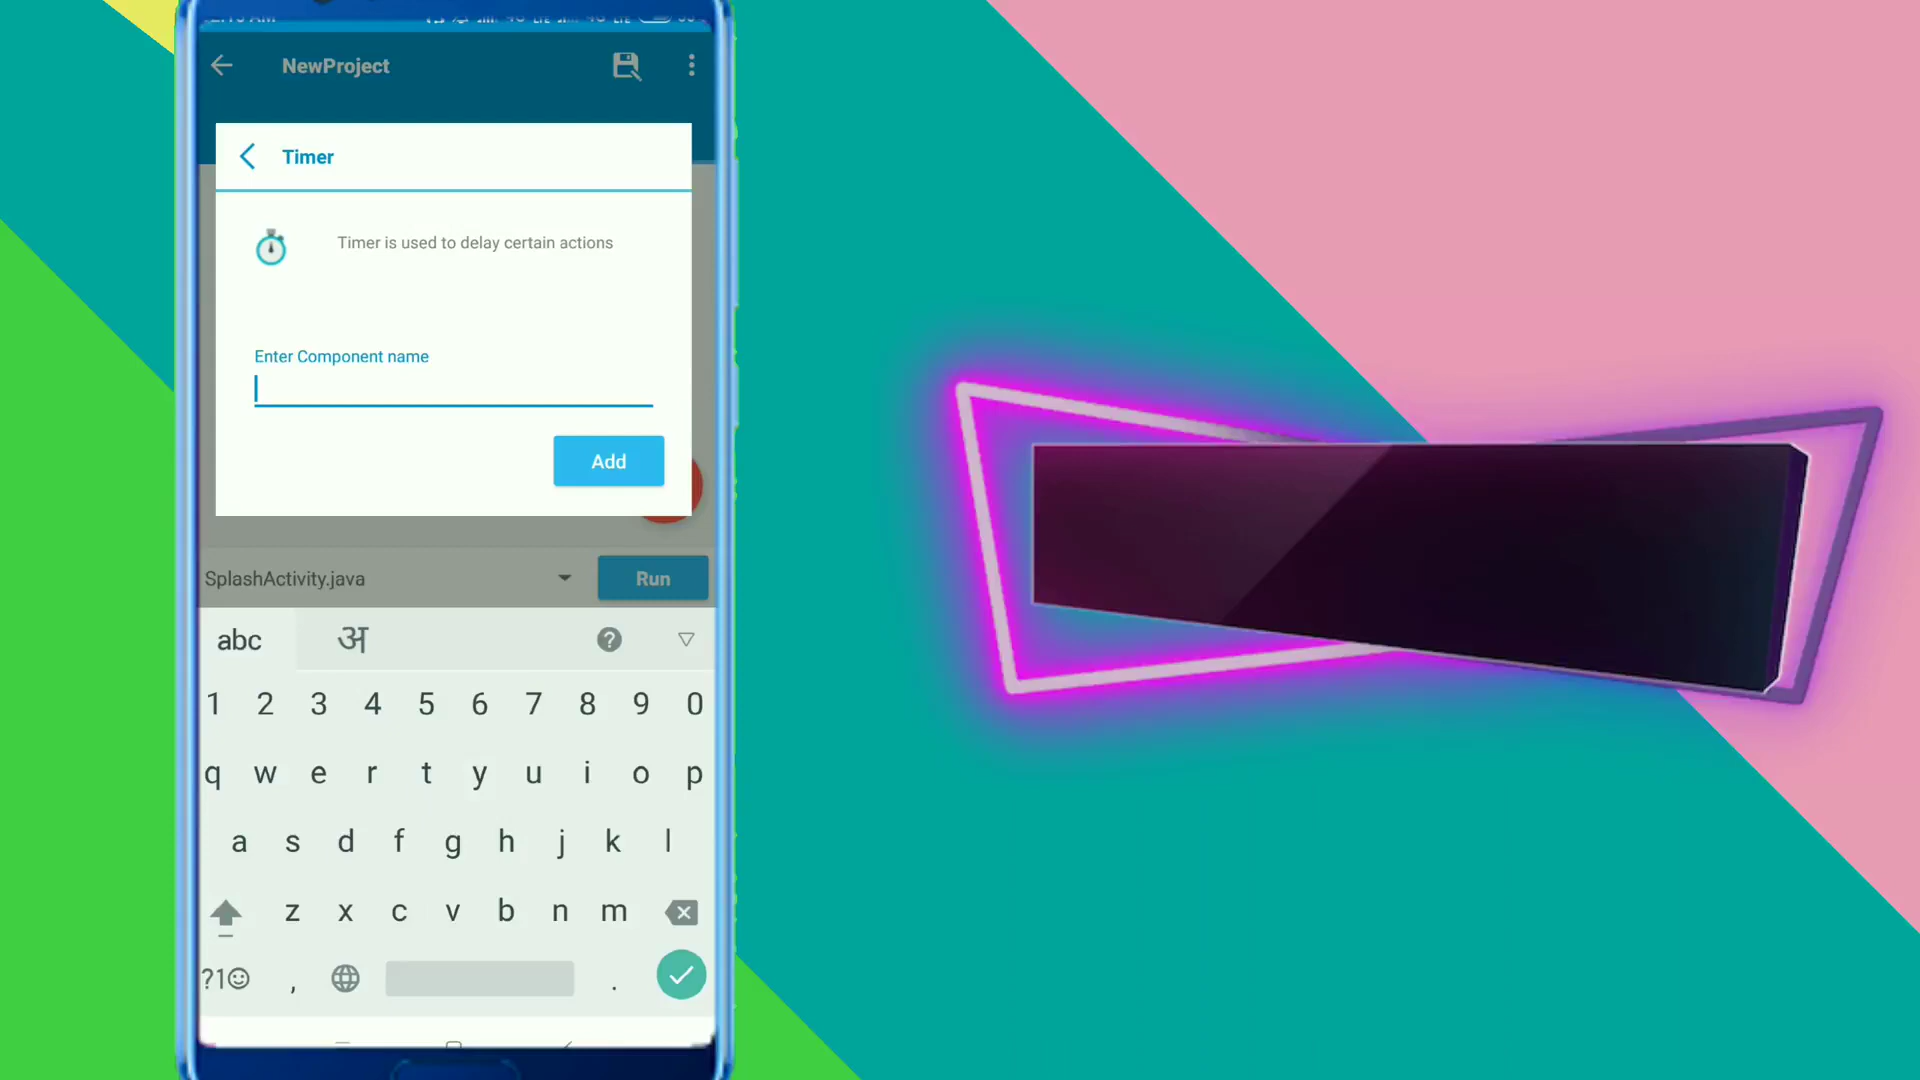 NewProject
Timer
Timer is used to delay certain actions
Enter Component name
Add
SplashActivity.java
Run
abc अ
1 2 3 4 5 6 7 8 9 0
q w e r t y u i o p
a s d f g h j k l
z x c v b n m
?1☺ , .